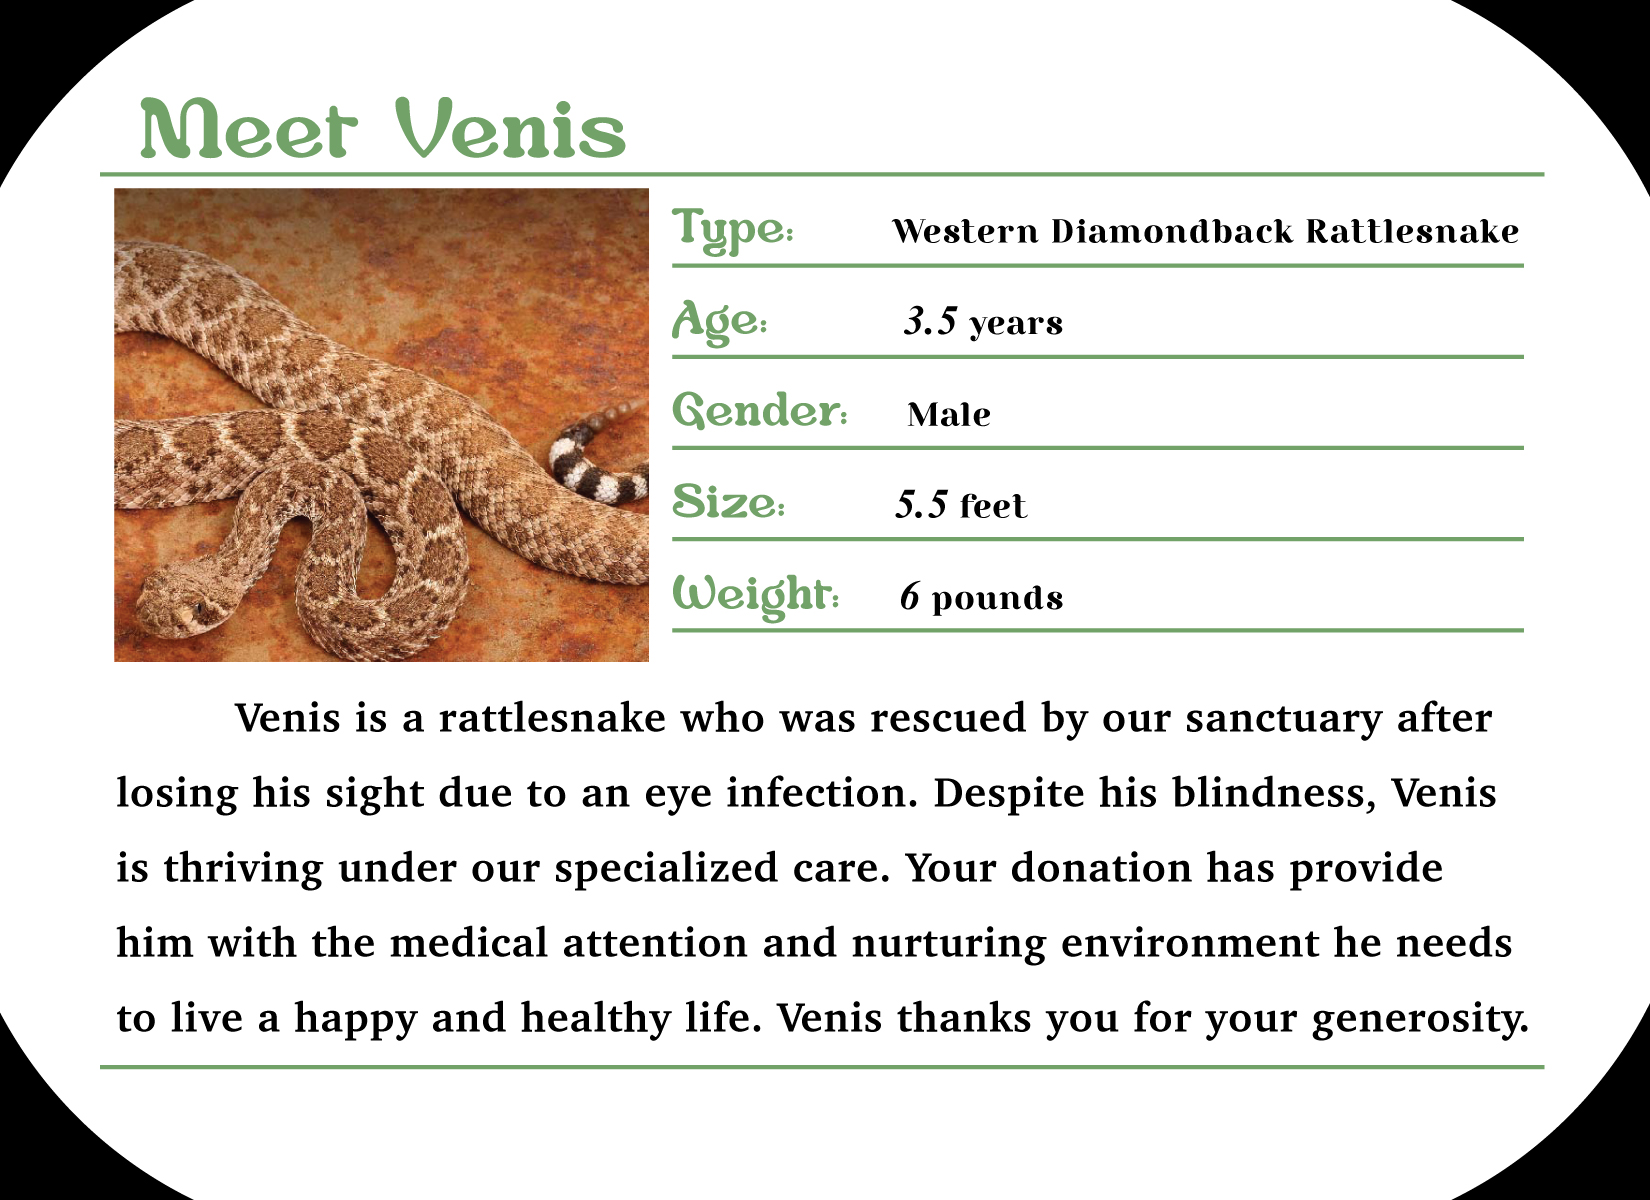 Meet Venis
Type: Western Diamondback Rattlesnake
Age: 3.5 years
Gender: Male
Size: 5.5 feet
Weight: 6 pounds
Venis is a rattlesnake who was rescued by our sanctuary after
losing his sight due to an eye infection. Despite his blindness, Venis
is thriving under our specialized care. Your donation has provide
him with the medical attention and nurturing environment he needs
to live a happy and healthy life. Venis thanks you for your generosity.